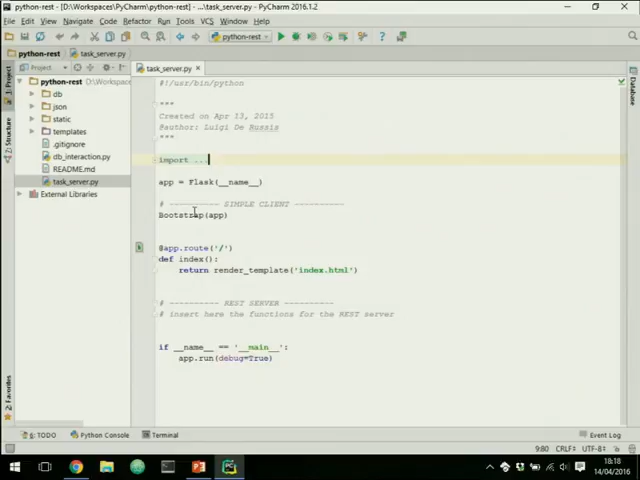 python-rest - [D:\Workspaces\PyCharm\python-rest] - ...\task_server.py - PyCharm 2016.1.2
File Edit View Navigate Code Refactor Run Tools VCS Window Help
python-rest
python-rest task_server.py
1: Project
Project
task_server.py
python-rest D:\Workspa
db
json
static
templates
.gitignore
db_interaction.py
README.md
task_server.py
External Libraries
7: Structure
2: Favorites
Database
#!/usr/bin/python
"""
Created on Apr 13, 2015
@author: Luigi De Russis
"""
import ...
app = Flask(__name__)
# ---------- SIMPLE CLIENT ----------
Bootstrap(app)
@app.route('/')
def index():
return render_template('index.html')
# ---------- REST SERVER ----------
# insert here the functions for the REST server
if __name__ == '__main__':
app.run(debug=True)
6: TODO Python Console Terminal Event Log
9:80 CRLF UTF-8
18:18
14/04/2016